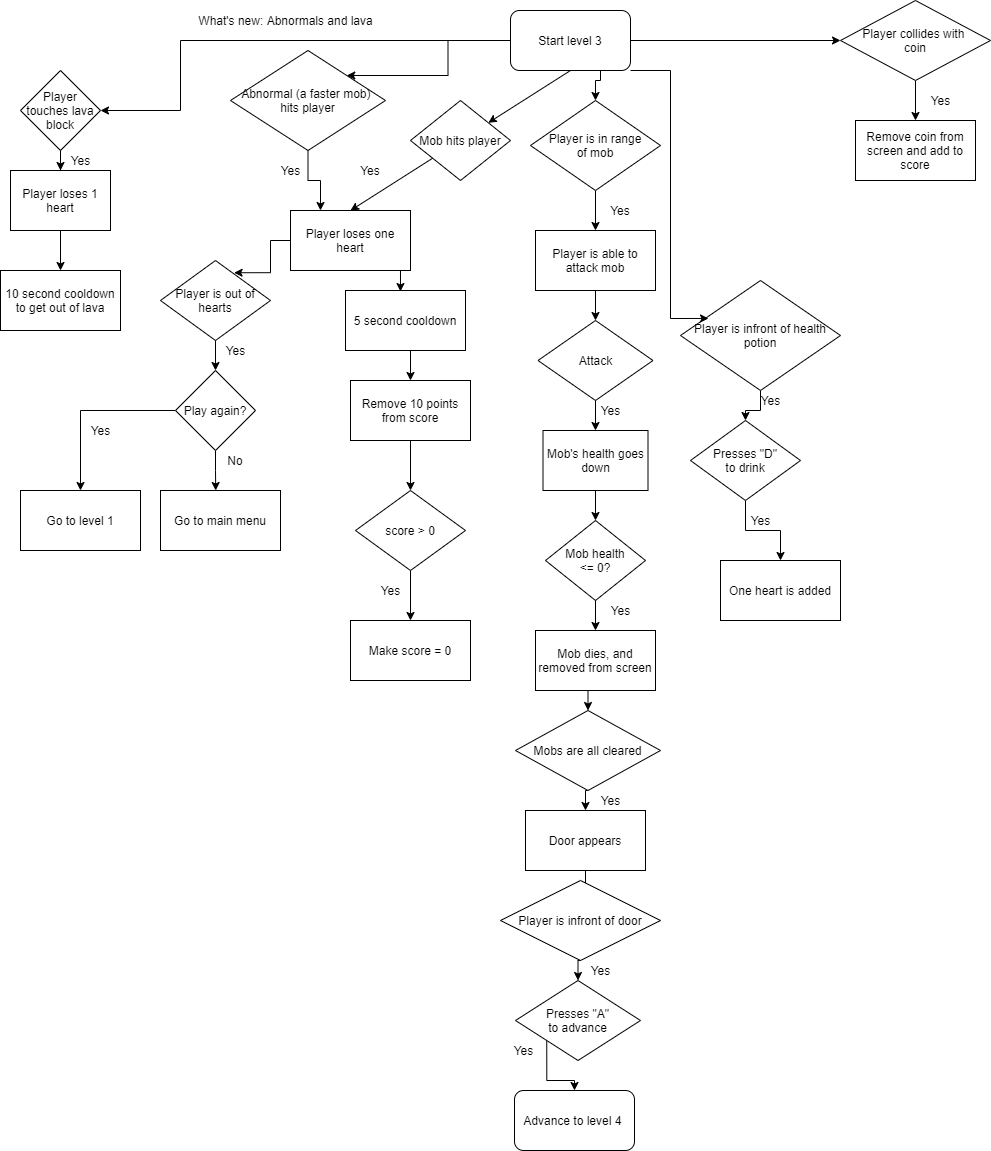 What's new: Abnormals and lava
Start level 3
Player collides with
coin
Yes
Remove coin from
screen and add to
score
Player
touches lava
block
Yes
Player loses 1
heart
10 second cooldown
to get out of lava
Abnormal (a faster mob)
hits player
Yes
Mob hits player
Yes
Player loses one
heart
Player is out of
hearts
Yes
Play again?
Yes
No
Go to level 1
Go to main menu
5 second cooldown
Remove 10 points
from score
score > 0
Yes
Make score = 0
Player is in range
of mob
Yes
Player is able to
attack mob
Attack
Yes
Mob's health goes
down
Mob health
<= 0?
Yes
Mob dies, and
removed from screen
Mobs are all cleared
Yes
Door appears
Player is infront of door
Yes
Presses "A"
to advance
Yes
Advance to level 4
Player is infront of health
potion
Yes
Presses "D"
to drink
Yes
One heart is added